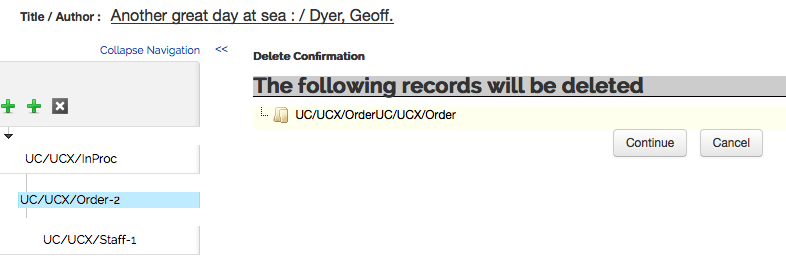 Title / Author : Another great day at sea : / Dyer, Geoff.
Collapse Navigation <<
UC/UCX/InProc
UC/UCX/Order-2
UC/UCX/Staff-1
Delete Confirmation
The following records will be deleted
UC/UCX/OrderUC/UCX/Order
Continue Cancel